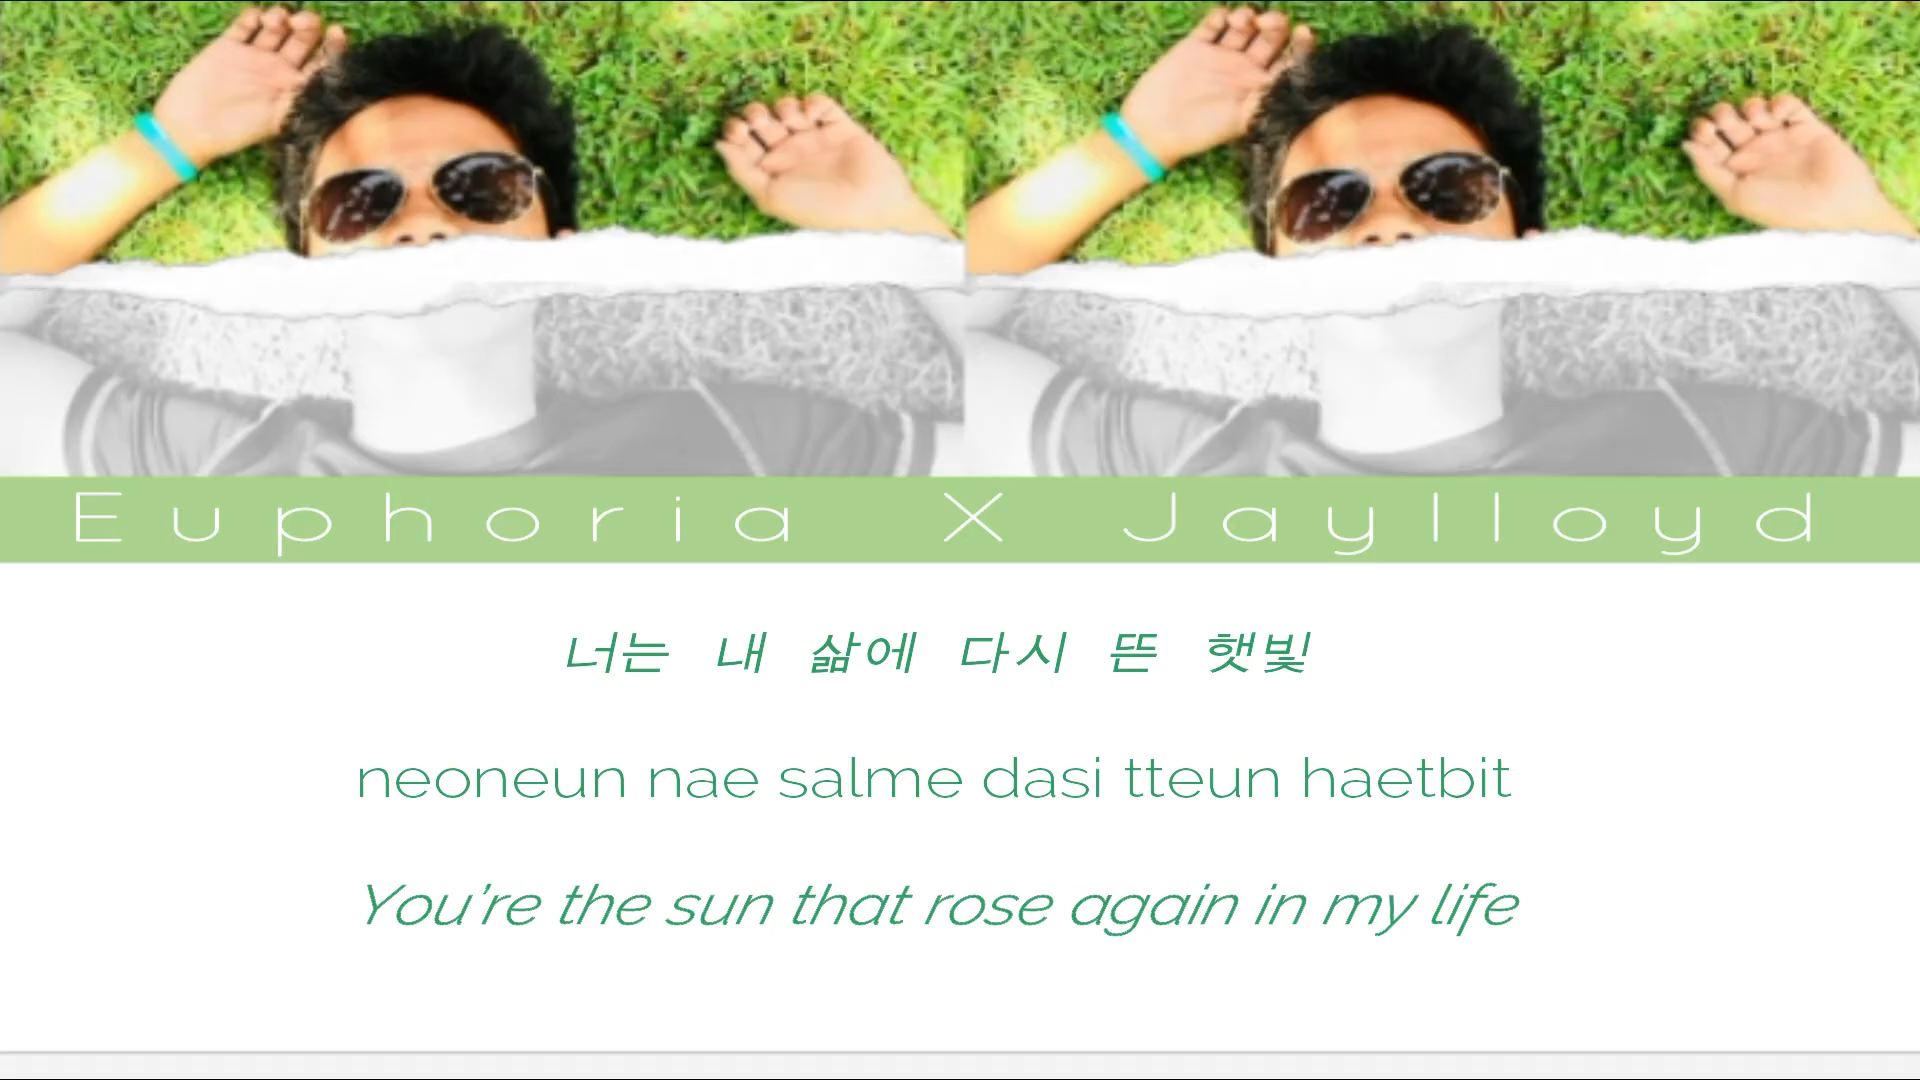 Euphoria X Jaylloyd
너는 내 삶에 다시 뜬 햇빛
neoneun nae salme dasi tteun haetbit
You're the sun that rose again in my life